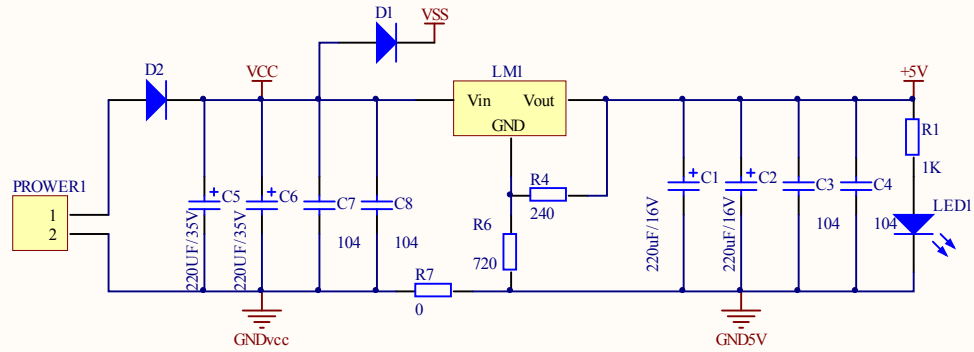 D1
VSS
D2
VCC
LM1
+5V
Vin
Vout
GND
R1
1K
PROWER1
1
2
C5
220UF/35V
C6
220UF/35V
C7
104
C8
104
R4
240
R6
720
C1
220uF/16V
C2
220uF/16V
C3
104
C4
104
LED1
R7
0
GNDvcc
GND5V